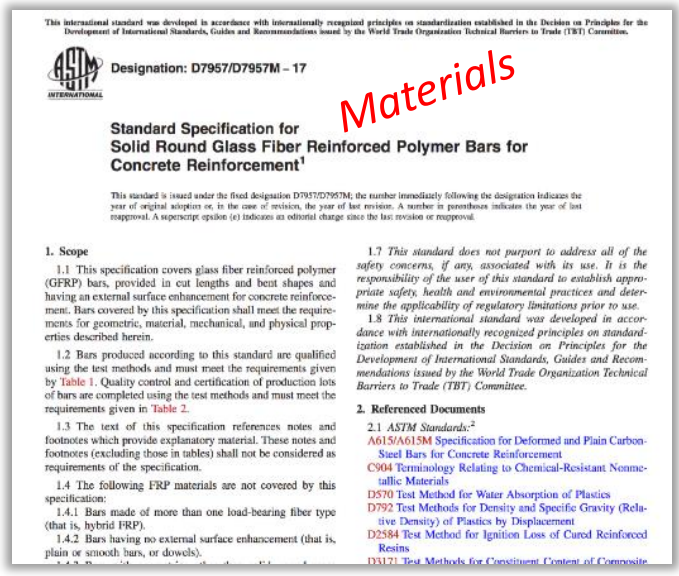 This international standard was developed in accordance with internationally recognized principles on standardization established in the Decision on Principles for the
Development of International Standards, Guides and Recommendations issued by the World Trade Organization Technical Barriers to Trade (TBT) Committee.
ASTM
INTERNATIONAL
Designation: D7957/D7957M – 17
Materials
Standard Specification for
Solid Round Glass Fiber Reinforced Polymer Bars for
Concrete Reinforcement1
This standard is issued under the fixed designation D7957/D7957M; the number immediately following the designation indicates the
year of original adoption or, in the case of revision, the year of last revision. A number in parentheses indicates the year of last
reapproval. A superscript epsilon (ε) indicates an editorial change since the last revision or reapproval.
1. Scope
1.1 This specification covers glass fiber reinforced polymer
(GFRP) bars, provided in cut lengths and bent shapes and
having an external surface enhancement for concrete reinforce-
ment. Bars covered by this specification shall meet the require-
ments for geometric, material, mechanical, and physical prop-
erties described herein.
1.2 Bars produced according to this standard are qualified
using the test methods and must meet the requirements given
by Table 1. Quality control and certification of production lots
of bars are completed using the test methods and must meet the
requirements given in Table 2.
1.3 The text of this specification references notes and
footnotes which provide explanatory material. These notes and
footnotes (excluding those in tables) shall not be considered as
requirements of the specification.
1.4 The following FRP materials are not covered by this
specification:
1.4.1 Bars made of more than one load-bearing fiber type
(that is, hybrid FRP).
1.4.2 Bars having no external surface enhancement (that is,
plain or smooth bars, or dowels).
1.7 This standard does not purport to address all of the
safety concerns, if any, associated with its use. It is the
responsibility of the user of this standard to establish appro-
priate safety, health and environmental practices and deter-
mine the applicability of regulatory limitations prior to use.
1.8 This international standard was developed in accor-
dance with internationally recognized principles on standard-
ization established in the Decision on Principles for the
Development of International Standards, Guides and Recom-
mendations issued by the World Trade Organization Technical
Barriers to Trade (TBT) Committee.
2. Referenced Documents
2.1 ASTM Standards:2
A615/A615M Specification for Deformed and Plain Carbon-
Steel Bars for Concrete Reinforcement
C904 Terminology Relating to Chemical-Resistant Nonme-
tallic Materials
D570 Test Method for Water Absorption of Plastics
D792 Test Methods for Density and Specific Gravity (Rela-
tive Density) of Plastics by Displacement
D2584 Test Method for Ignition Loss of Cured Reinforced
Resins
D3171 Test Methods for Constituent Content of Composite